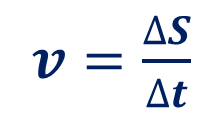 v = ΔS / Δt